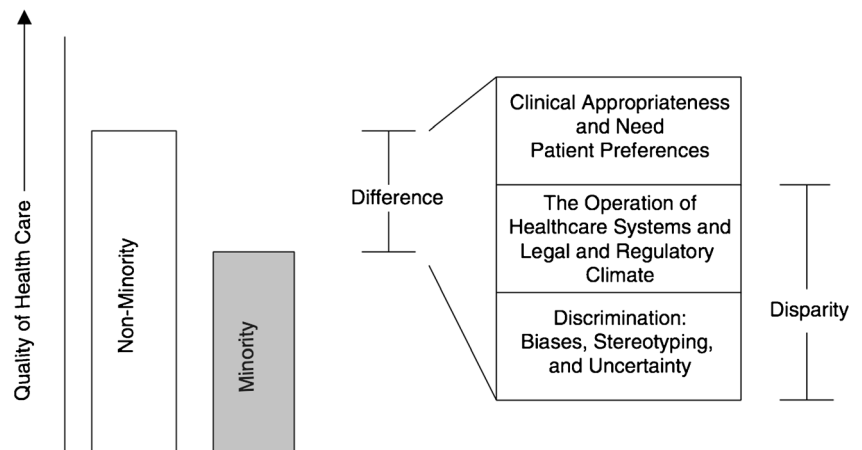 Quality of Health Care
Non-Minority
Minority
Difference
Clinical Appropriateness
and Need
Patient Preferences
The Operation of
Healthcare Systems and
Legal and Regulatory
Climate
Discrimination:
Biases, Stereotyping,
and Uncertainty
Disparity